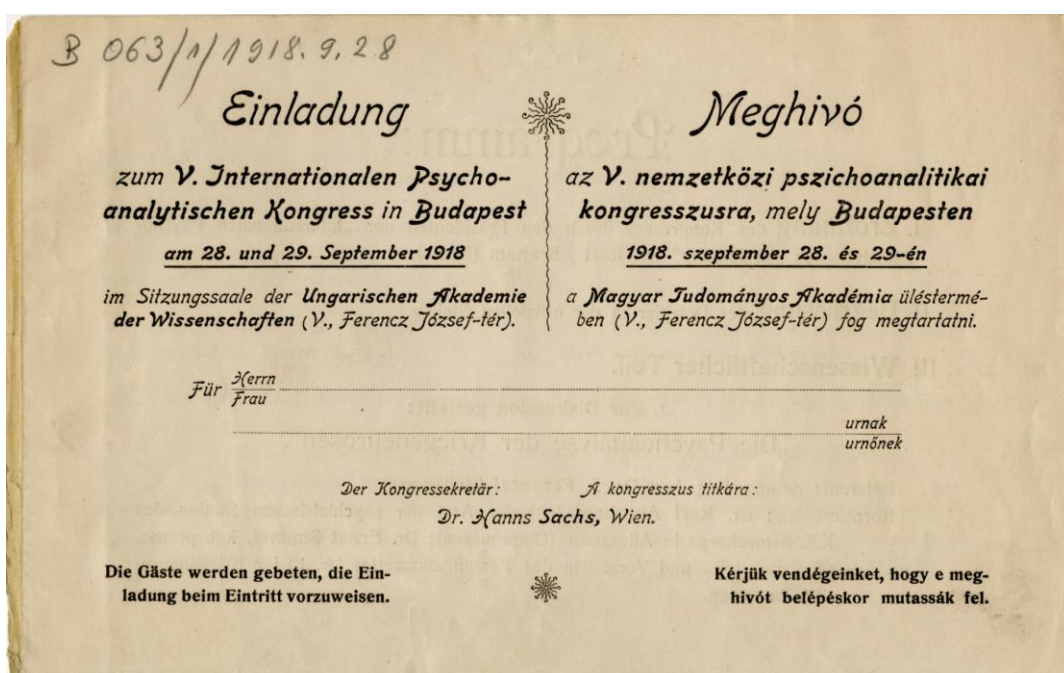 B 063/1/1918.9.28
Einladung
zum V. Internationalen Psycho-
analytischen Kongress in Budapest
am 28. und 29. September 1918
im Sitzungssaale der Ungarischen Akademie
der Wissenschaften (V., Ferencz József-tér).
Meghivó
az V. nemzetközi pszichoanalitikai
kongresszusra, mely Budapesten
1918. szeptember 28. és 29-én
a Magyar Tudományos Akadémia üléstermé-
ben (V., Ferencz József-tér) fog megtartatni.
Für Herrn
Frau
urnak
urnőnek
Der Kongressekretär:
A kongresszus titkára:
Dr. Hanns Sachs, Wien.
Die Gäste werden gebeten, die Ein-
ladung beim Eintritt vorzuweisen.
Kérjük vendégeinket, hogy e meg-
hivót belépéskor mutassák fel.